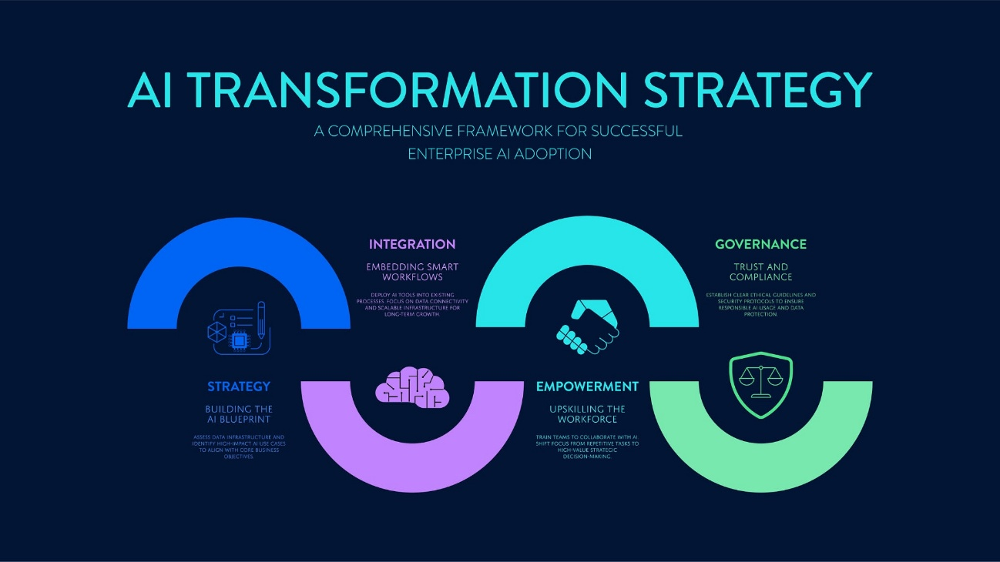 AI TRANSFORMATION STRATEGY
A COMPREHENSIVE FRAMEWORK FOR SUCCESSFUL
ENTERPRISE AI ADOPTION
STRATEGY
BUILDING THE
AI BLUEPRINT
ASSESS DATA INFRASTRUCTURE AND
IDENTIFY HIGH-IMPACT AI USE CASES
TO ALIGN WITH CORE BUSINESS
OBJECTIVES.
INTEGRATION
EMBEDDING SMART
WORKFLOWS
DEPLOY AI TOOLS INTO EXISTING
PROCESSES. FOCUS ON DATA CONNECTIVITY
AND SCALABLE INFRASTRUCTURE FOR
LONG-TERM GROWTH.
EMPOWERMENT
UPSKILLING THE
WORKFORCE
TRAIN TEAMS TO COLLABORATE WITH AI.
SHIFT FOCUS FROM REPETITIVE TASKS TO
HIGH-VALUE STRATEGIC
DECISION-MAKING.
GOVERNANCE
TRUST AND
COMPLIANCE
ESTABLISH CLEAR ETHICAL GUIDELINES AND
SECURITY PROTOCOLS TO ENSURE
RESPONSIBLE AI USAGE AND DATA
PROTECTION.